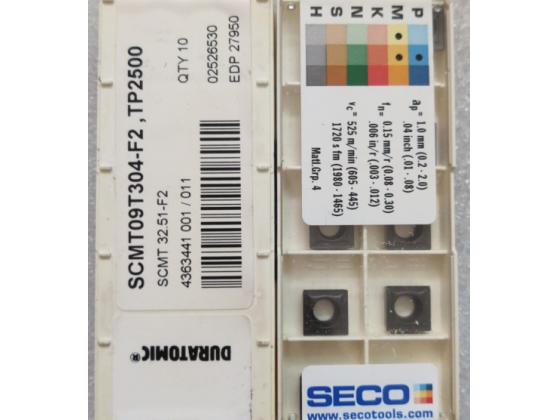 SCMT09T304-F2 ,TP2500
SCMT 32.51-F2
4363441 001 / 011
QTY 10
02526530
EDP 27950
DURATOMIC®
P
M
K
N
S
H
ap = 1.0 mm (0.2 - 2.0)
.04 inch (.01 - .08)
fn = 0.15 mm/r (0.08 - 0.30)
.006 in/r (.003 - .012)
vc = 525 m/min (605 - 445)
1720 s fm (1980 - 1465)
Matl.Grp. 4
SECO
www.secotools.com